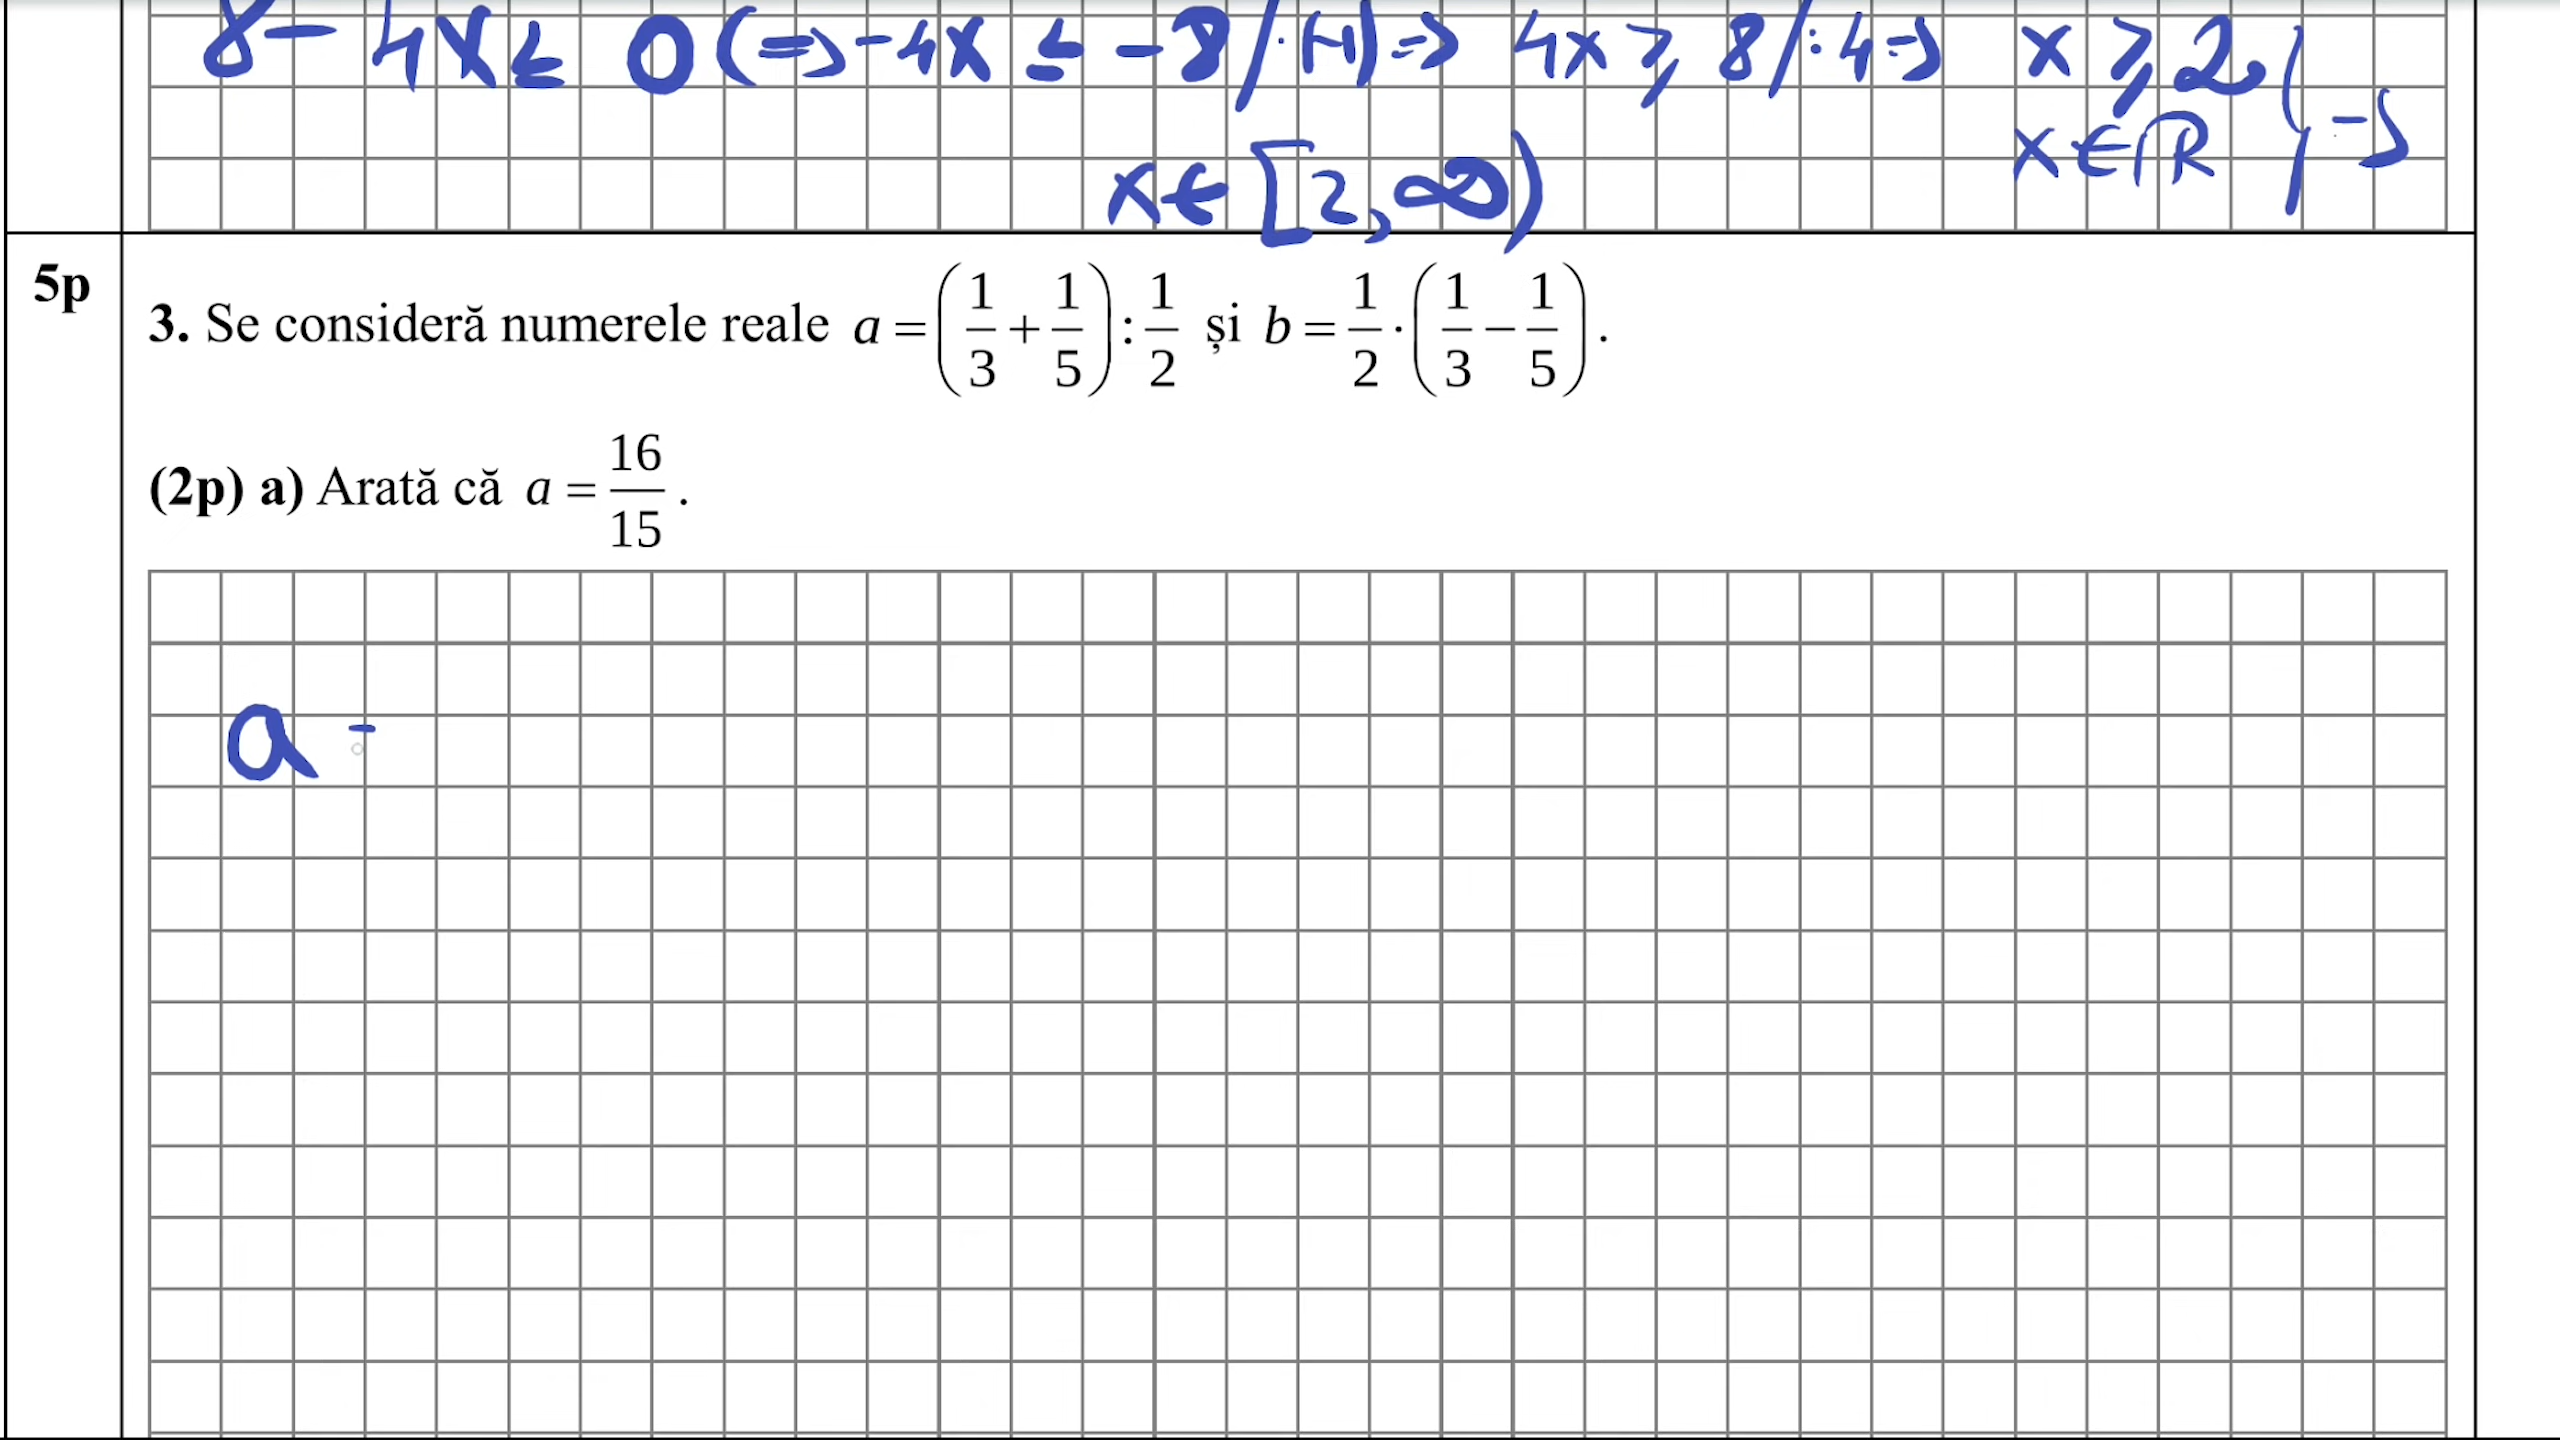 8 - 4x ≤ 0 (=> -4x ≤ -8 /·(-1) => 4x ≥ 8 /:4 => x ≥ 2
x ∈ ℝ =>
x ∈ [2, ∞)
5p
3. Se consideră numerele reale a = (1/3 + 1/5) : 1/2 și b = 1/2 · (1/3 − 1/5).
(2p) a) Arată că a = 16/15.
a -